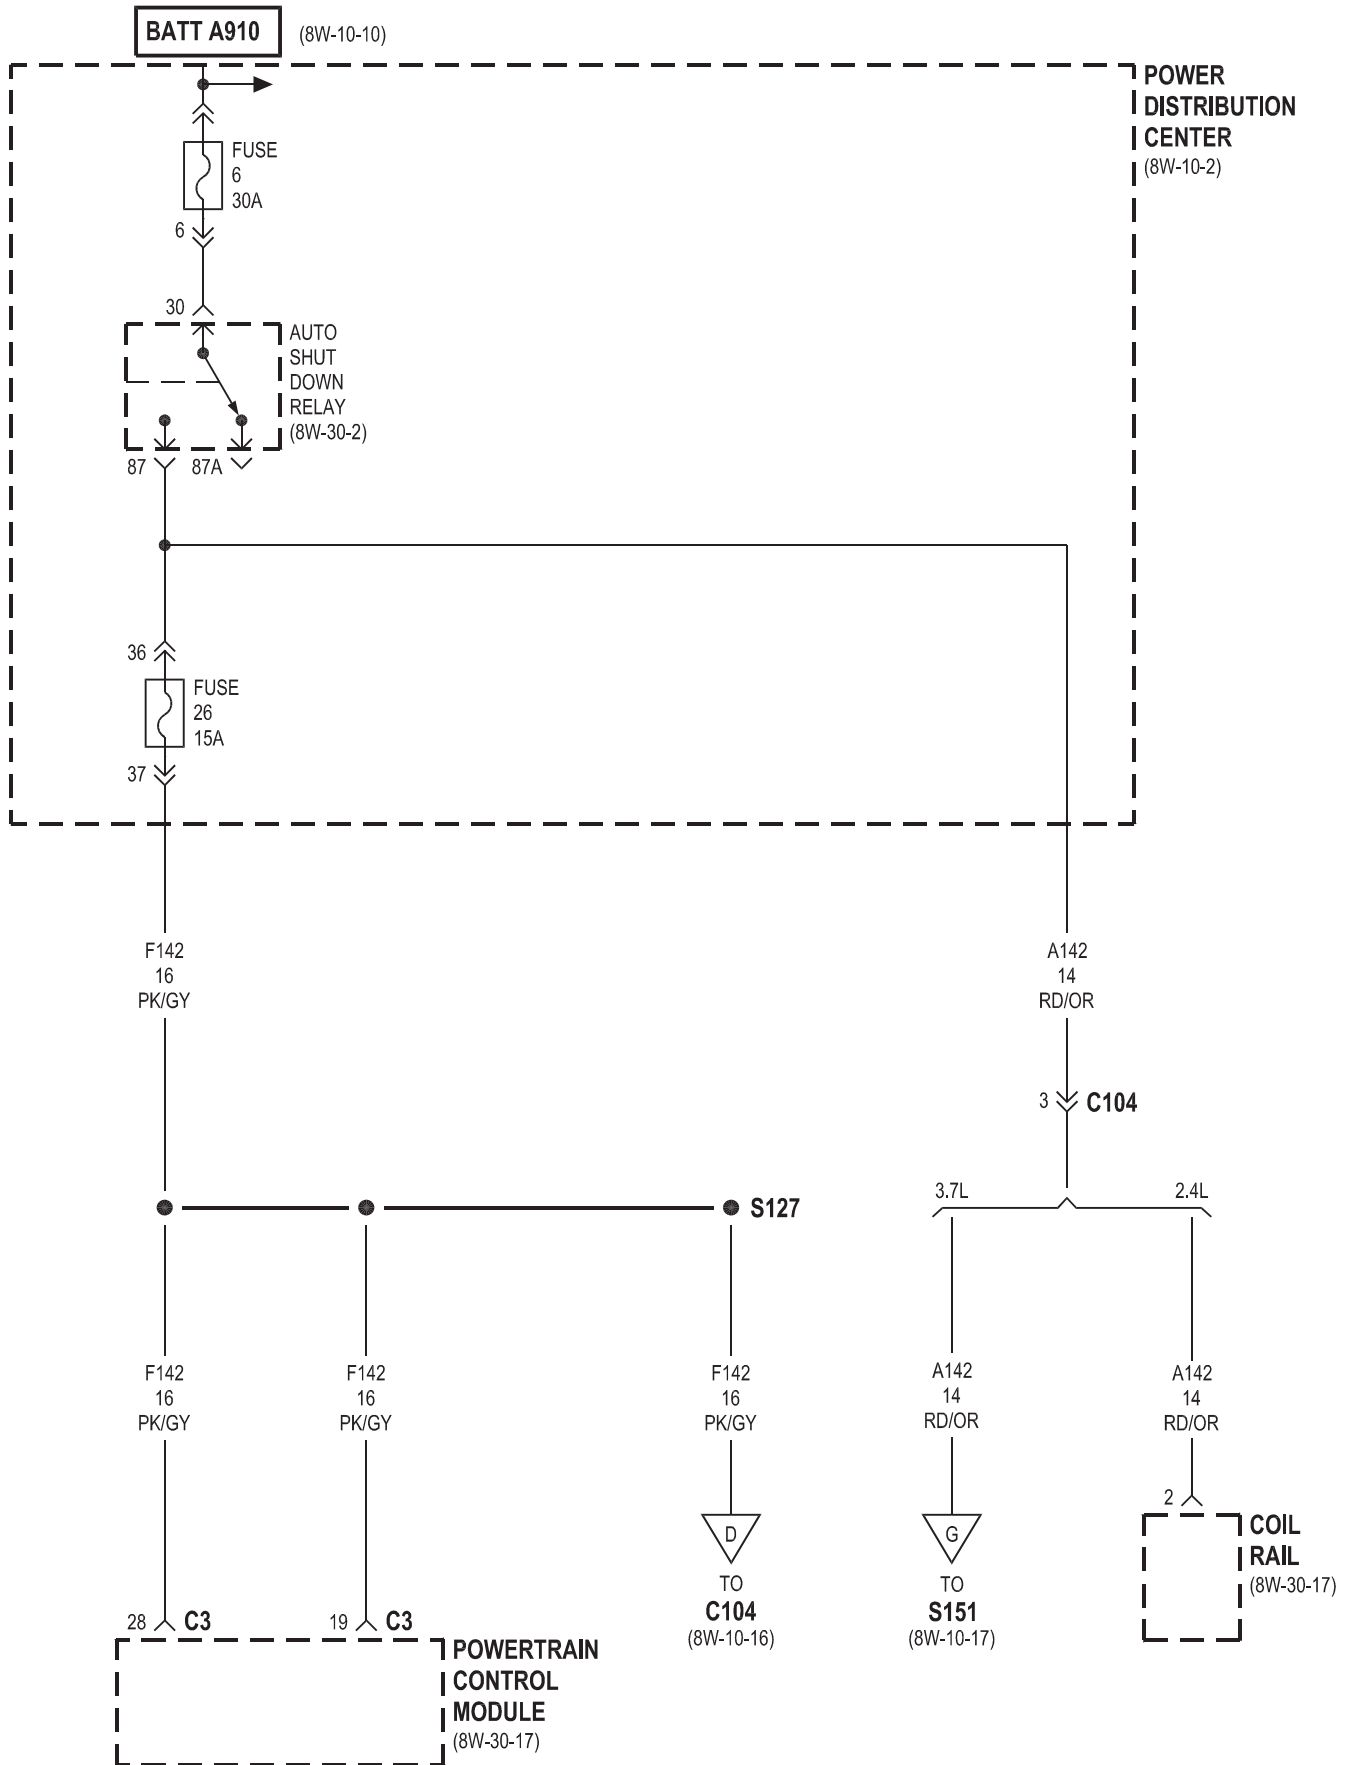 BATT A910
(8W-10-10)
POWER
DISTRIBUTION
CENTER
(8W-10-2)
FUSE
6
30A
6
30
AUTO
SHUT
DOWN
RELAY
(8W-30-2)
87
87A
36
FUSE
26
15A
37
F142
16
PK/GY
A142
14
RD/OR
3
C104
S127
3.7L
2.4L
F142
16
PK/GY
F142
16
PK/GY
F142
16
PK/GY
A142
14
RD/OR
A142
14
RD/OR
2
COIL
RAIL
(8W-30-17)
D
TO
C104
(8W-10-16)
G
TO
S151
(8W-10-17)
28
C3
19
C3
POWERTRAIN
CONTROL
MODULE
(8W-30-17)